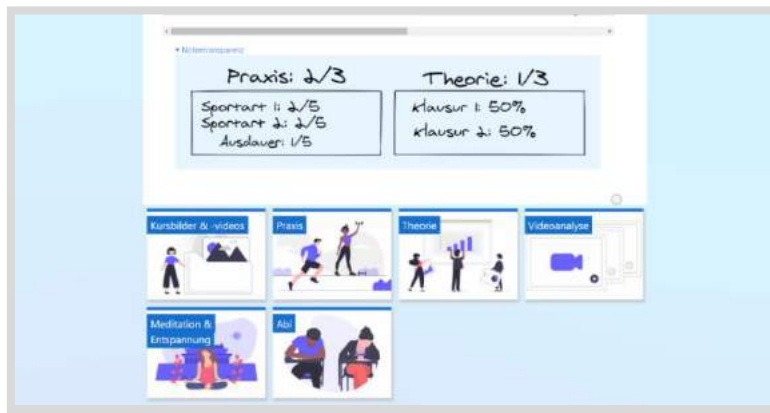 Notentransparenz
Praxis: 2/3
Sportart 1: 2/5
Sportart 2: 2/5
Ausdauer: 1/5
Theorie: 1/3
Klausur 1: 50%
Klausur 2: 50%
Kursbilder & -videos
Praxis
Theorie
Videoanalyse
Meditation &
Entspannung
Abi